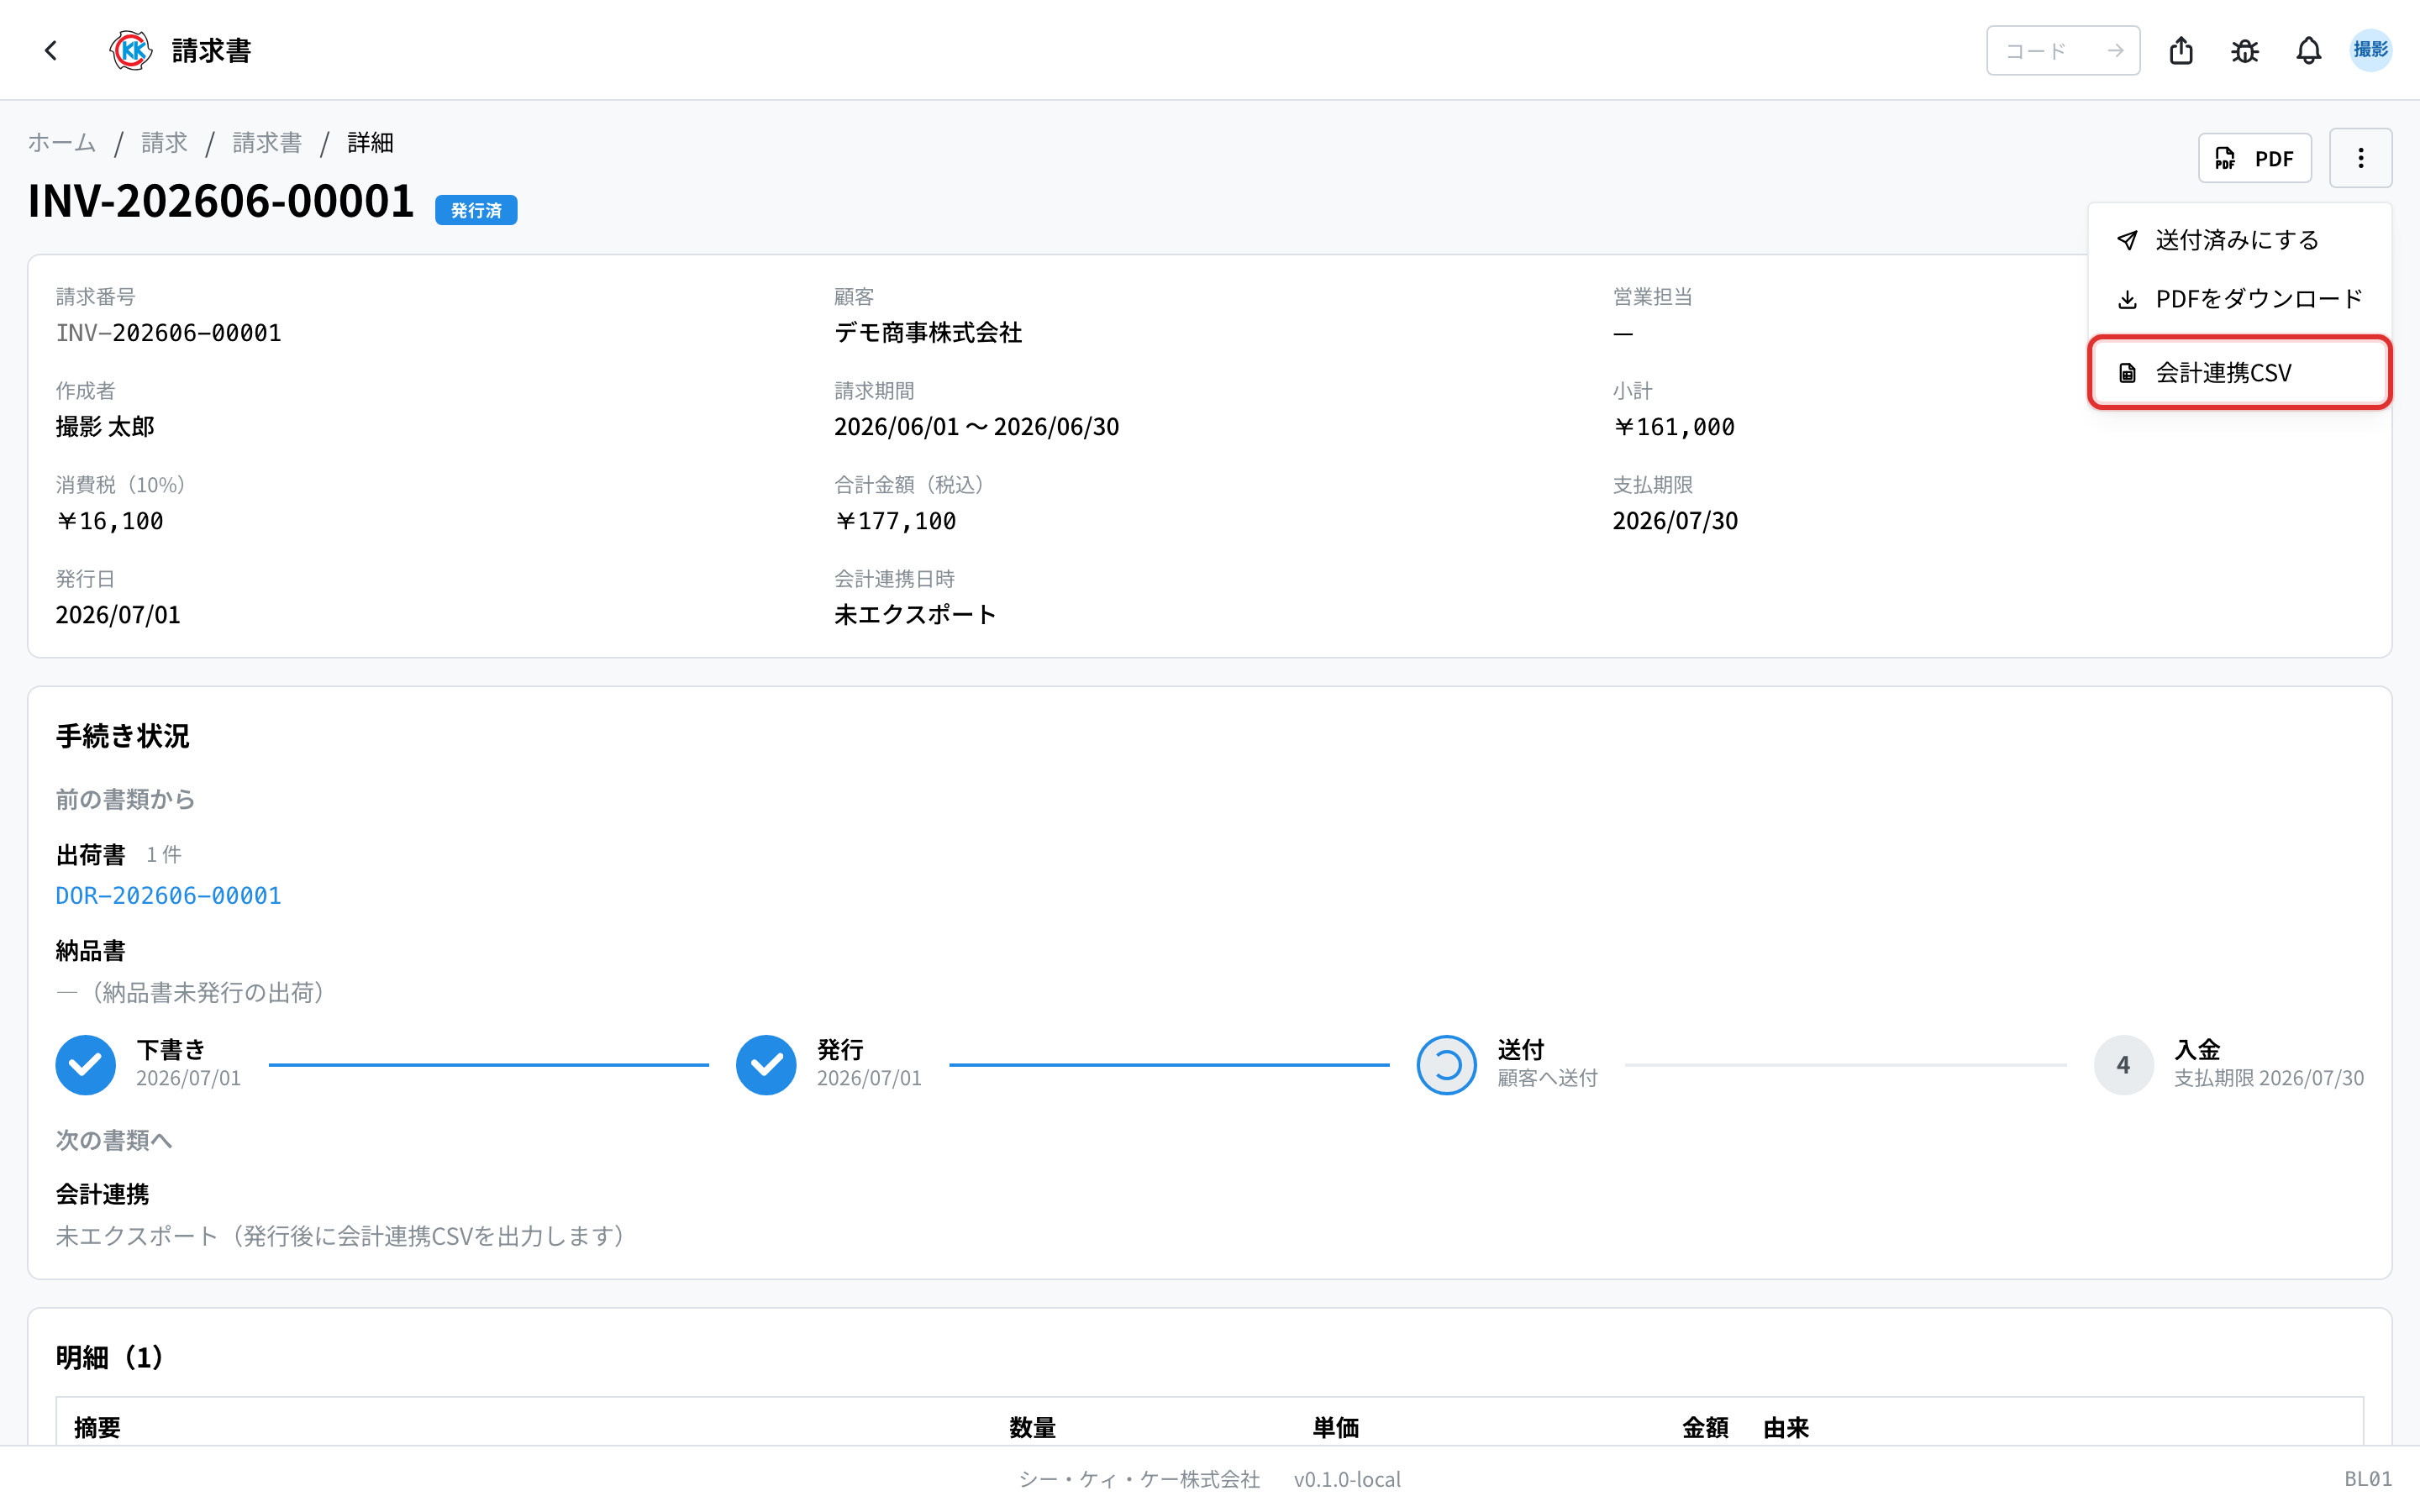 CKK 請求書
コード
撮影
ホーム / 請求 / 請求書 / 詳細
PDF PDF
INV-202606-00001 発行済
送付済みにする
PDFをダウンロード
会計連携CSV
請求番号
INV-202606-00001
顧客
デモ商事株式会社
営業担当
—
作成者
撮影 太郎
請求期間
2026/06/01 〜 2026/06/30
小計
￥161,000
消費税（10%）
￥16,100
合計金額（税込）
￥177,100
支払期限
2026/07/30
発行日
2026/07/01
会計連携日時
未エクスポート
手続き状況
前の書類から
出荷書 1 件
DOR-202606-00001
納品書
—（納品書未発行の出荷）
下書き
2026/07/01
発行
2026/07/01
送付
顧客へ送付
4
入金
支払期限 2026/07/30
次の書類へ
会計連携
未エクスポート（発行後に会計連携CSVを出力します）
明細（1）
摘要 数量 単価 金額 由来
シー・ケィ・ケー株式会社 v0.1.0-local
BL01